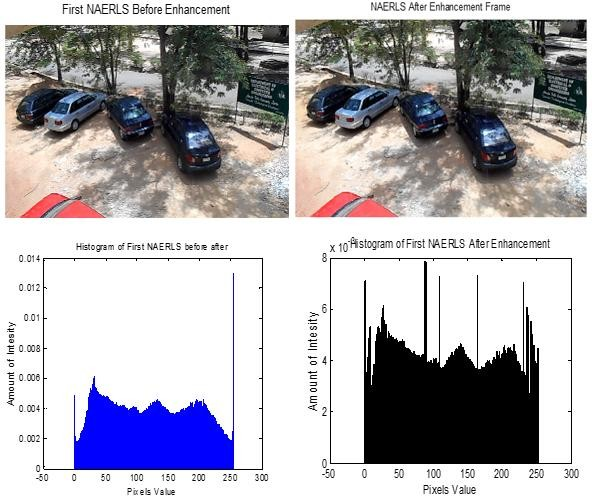 First NAERLS Before Enhancement
NAERLS After Enhancement Frame
DEPARTMENT OF
Histogram of First NAERLS before after
0.014
0.012
0.01
0.008
0.006
0.004
0.002
0
-50
0
50
100
150
200
250
300
Amount of Intesity
Pixels Value
x 10
Histogram of First NAERLS After Enhancement
8
6
4
2
0
-50
0
50
100
150
200
250
300
Amount of Intesity
Pixels Value